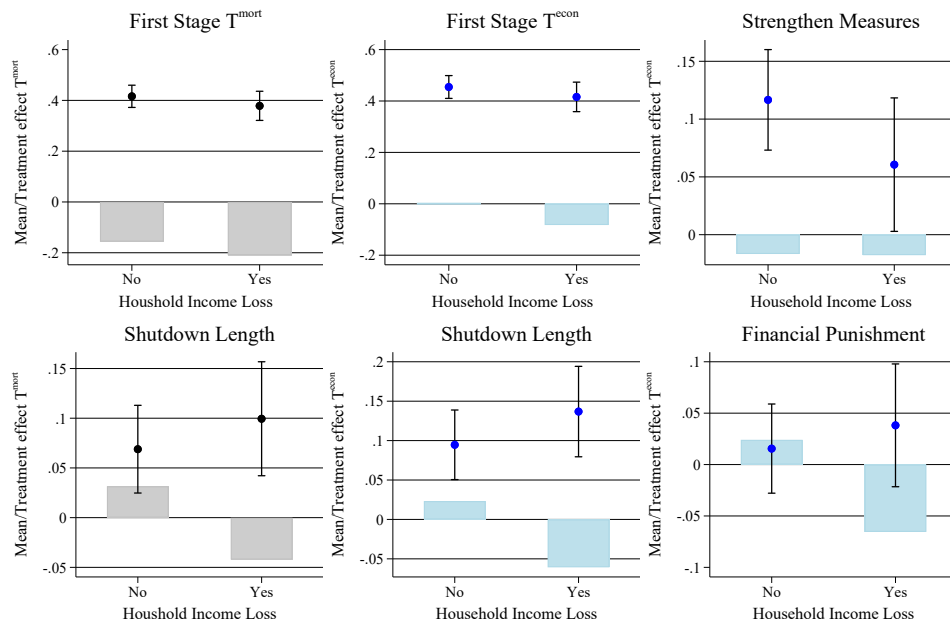 First Stage T^mort
Mean/Treatment effect T^mort
.6
.4
.2
0
-.2
No
Yes
Houshold Income Loss
First Stage T^econ
Mean/Treatment effect T^econ
.6
.4
.2
0
-.2
No
Yes
Houshold Income Loss
Strengthen Measures
Mean/Treatment effect T^econ
.15
.1
.05
0
No
Yes
Houshold Income Loss
Shutdown Length
Mean/Treatment effect T^mort
.15
.1
.05
0
-.05
No
Yes
Houshold Income Loss
Shutdown Length
Mean/Treatment effect T^econ
.2
.15
.1
.05
0
-.05
No
Yes
Houshold Income Loss
Financial Punishment
Mean/Treatment effect T^econ
.1
.05
0
-.05
-.1
No
Yes
Houshold Income Loss